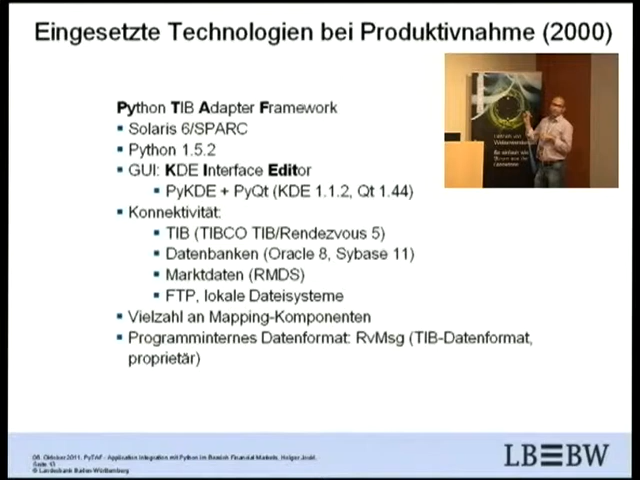 Eingesetzte Technologien bei Produktivnahme (2000)
Python TIB Adapter Framework
Solaris 6/SPARC
Python 1.5.2
GUI: KDE Interface Editor
PyKDE + PyQt (KDE 1.1.2, Qt 1.44)
Konnektivität:
TIB (TIBCO TIB/Rendezvous 5)
Datenbanken (Oracle 8, Sybase 11)
Marktdaten (RMDS)
FTP, lokale Dateisysteme
Vielzahl an Mapping-Komponenten
Programminternes Datenformat: RvMsg (TIB-Datenformat,
proprietär)
06. Oktober 2011, PyTAF - Application Integration mit Python im Bereich Financial Markets, Holger Joukl,
Seite 13
© Landesbank Baden-Württemberg
LB≡BW